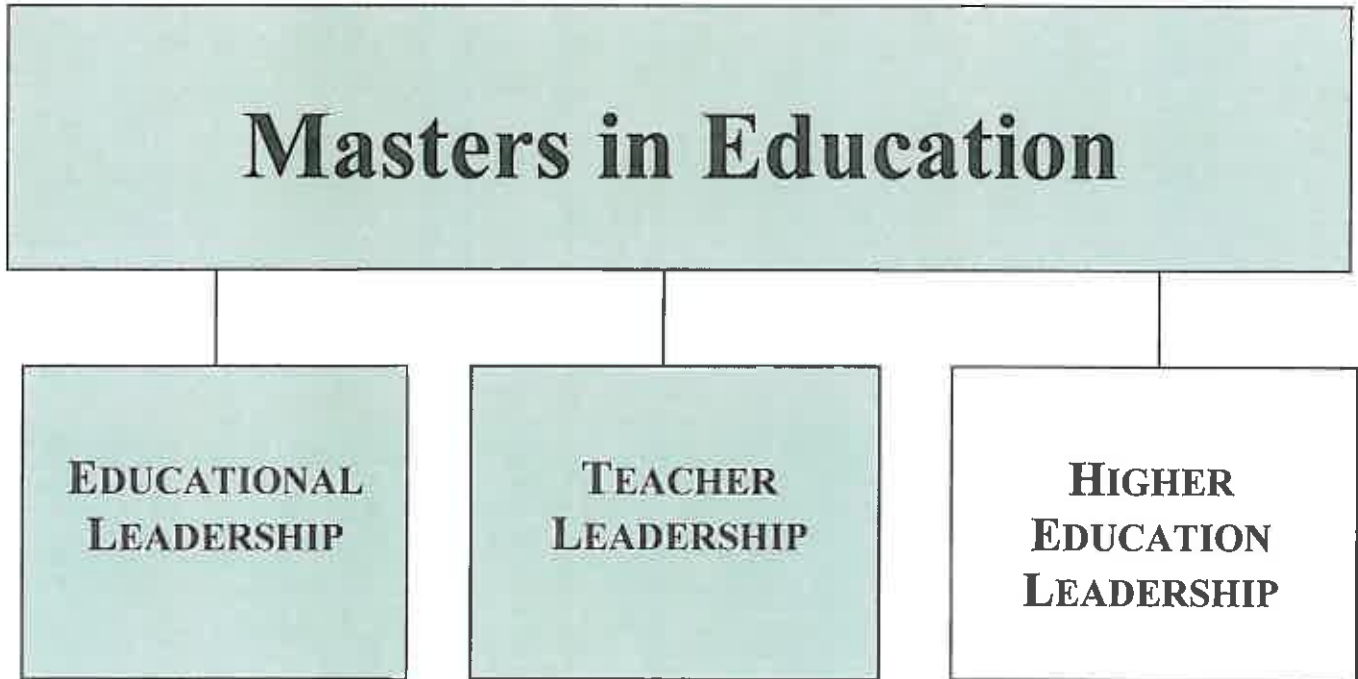 Masters in Education
EDUCATIONAL
LEADERSHIP
TEACHER
LEADERSHIP
HIGHER
EDUCATION
LEADERSHIP